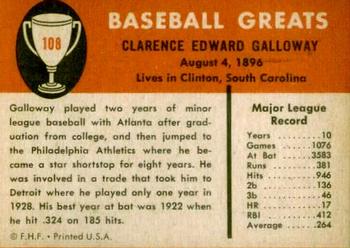 108
BASEBALL GREATS
CLARENCE EDWARD GALLOWAY
August 4, 1896
Lives in Clinton, South Carolina
Galloway played two years of minor
league baseball with Atlanta after grad-
uation from college, and then jumped to
the Philadelphia Athletics where he be-
came a star shortstop for eight years. He
was involved in a trade that took him to
Detroit where he played only one year in
1928. His best year at bat was 1922 when
he hit .324 on 185 hits.
© F.H.F. • Printed U.S.A.
Major League
Record
Years 10
Games 1076
At Bat 3583
Runs 381
Hits 946
2b 136
3b 46
HR 17
RBI 412
Average .264